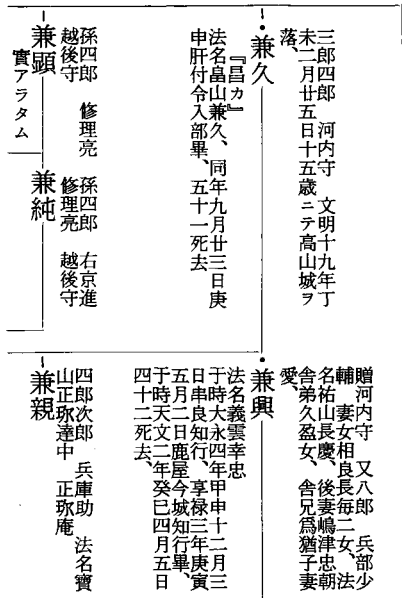 兼久
三郎四郎　河内守　文明十九年丁
未二月廿五日十五歳ニテ高山城ヲ
落、
『昌カ』
法名畠山兼久、同年九月廿三日庚
申肝付令入部畢、五十一死去
兼顕
孫四郎　修理亮
越後守
實アラタム
兼純
孫四郎　右京進
修理亮　越後守
兼興
贈河内守　又八郎　兵部少
輔　妻女相良長毎二女、法
名祐山長慶、後妻嶋津忠朝
舎弟久盈女、舎兄爲猶子妻
愛、
法名義雲幸忠
于時大永四年甲申十二月三
日串良知行、享禄三年庚寅
五月二日鹿屋今城知行畢、
于時天文二年癸巳四月五日
四十二死去、
兼親
四郎次郎　兵庫助　法名寶
山正弥達中　正弥庵